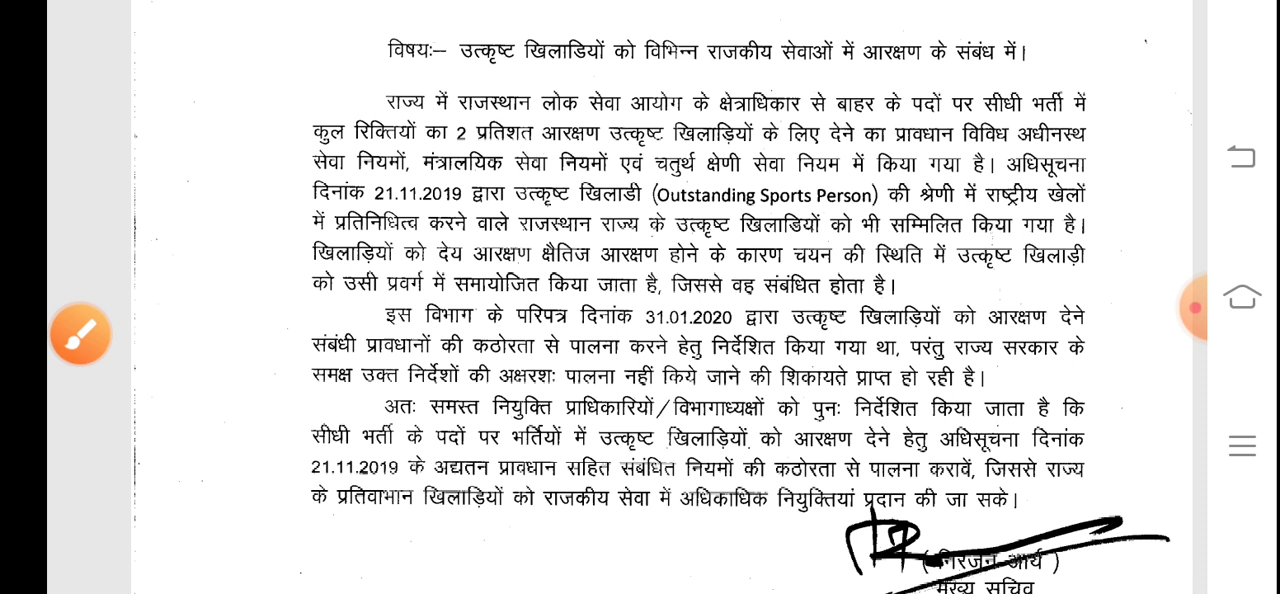 विषयः– उत्कृष्ट खिलाडियों को विभिन्न राजकीय सेवाओं में आरक्षण के संबंध में।
राज्य में राजस्थान लोक सेवा आयोग के क्षेत्राधिकार से बाहर के पदों पर सीधी भर्ती में
कुल रिक्तियों का 2 प्रतिशत आरक्षण उत्कृष्ट खिलाड़ियों के लिए देने का प्रावधान विविध अधीनस्थ
सेवा नियमों, मंत्रालयिक सेवा नियमों एवं चतुर्थ क्षेणी सेवा नियम में किया गया है। अधिसूचना
दिनांक 21.11.2019 द्वारा उत्कृष्ट खिलाडी (Outstanding Sports Person) की श्रेणी में राष्ट्रीय खेलों
में प्रतिनिधित्व करने वाले राजस्थान राज्य के उत्कृष्ट खिलाडियों को भी सम्मिलित किया गया है।
खिलाड़ियों को देय आरक्षण क्षैतिज आरक्षण होने के कारण चयन की स्थिति में उत्कृष्ट खिलाड़ी
को उसी प्रवर्ग में समायोजित किया जाता है, जिससे वह संबंधित होता है।
इस विभाग के परिपत्र दिनांक 31.01.2020 द्वारा उत्कृष्ट खिलाड़ियों को आरक्षण देने
संबंधी प्रावधानों की कठोरता से पालना करने हेतु निर्देशित किया गया था, परंतु राज्य सरकार के
समक्ष उक्त निर्देशों की अक्षरशः पालना नहीं किये जाने की शिकायते प्राप्त हो रही है।
अतः समस्त नियुक्ति प्राधिकारियों/विभागाध्यक्षों को पुनः निर्देशित किया जाता है कि
सीधी भर्ती के पदों पर भर्तियों में उत्कृष्ट खिलाड़ियों को आरक्षण देने हेतु अधिसूचना दिनांक
21.11.2019 के अद्यतन प्रावधान सहित संबंधित नियमों की कठोरता से पालना करावें, जिससे राज्य
के प्रतिवाभान खिलाड़ियों को राजकीय सेवा में अधिकाधिक नियुक्तियां प्रदान की जा सके।
(निरंजन आर्य)
मुख्य सचिव